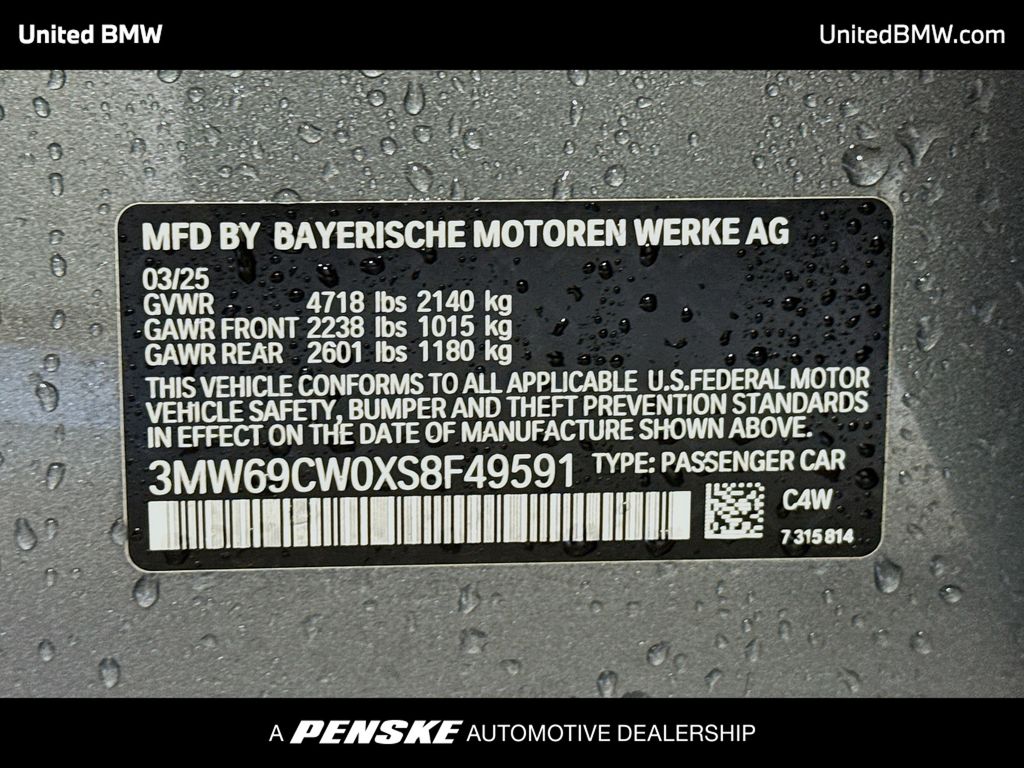 United BMW
UnitedBMW.com
MFD BY BAYERISCHE MOTOREN WERKE AG
03/25
GVWR 4718 lbs 2140 kg
GAWR FRONT 2238 lbs 1015 kg
GAWR REAR 2601 lbs 1180 kg
THIS VEHICLE CONFORMS TO ALL APPLICABLE U.S.FEDERAL MOTOR
VEHICLE SAFETY, BUMPER AND THEFT PREVENTION STANDARDS
IN EFFECT ON THE DATE OF MANUFACTURE SHOWN ABOVE.
3MW69CW0XS8F49591 TYPE: PASSENGER CAR
C4W
7 315 814
A PENSKE AUTOMOTIVE DEALERSHIP